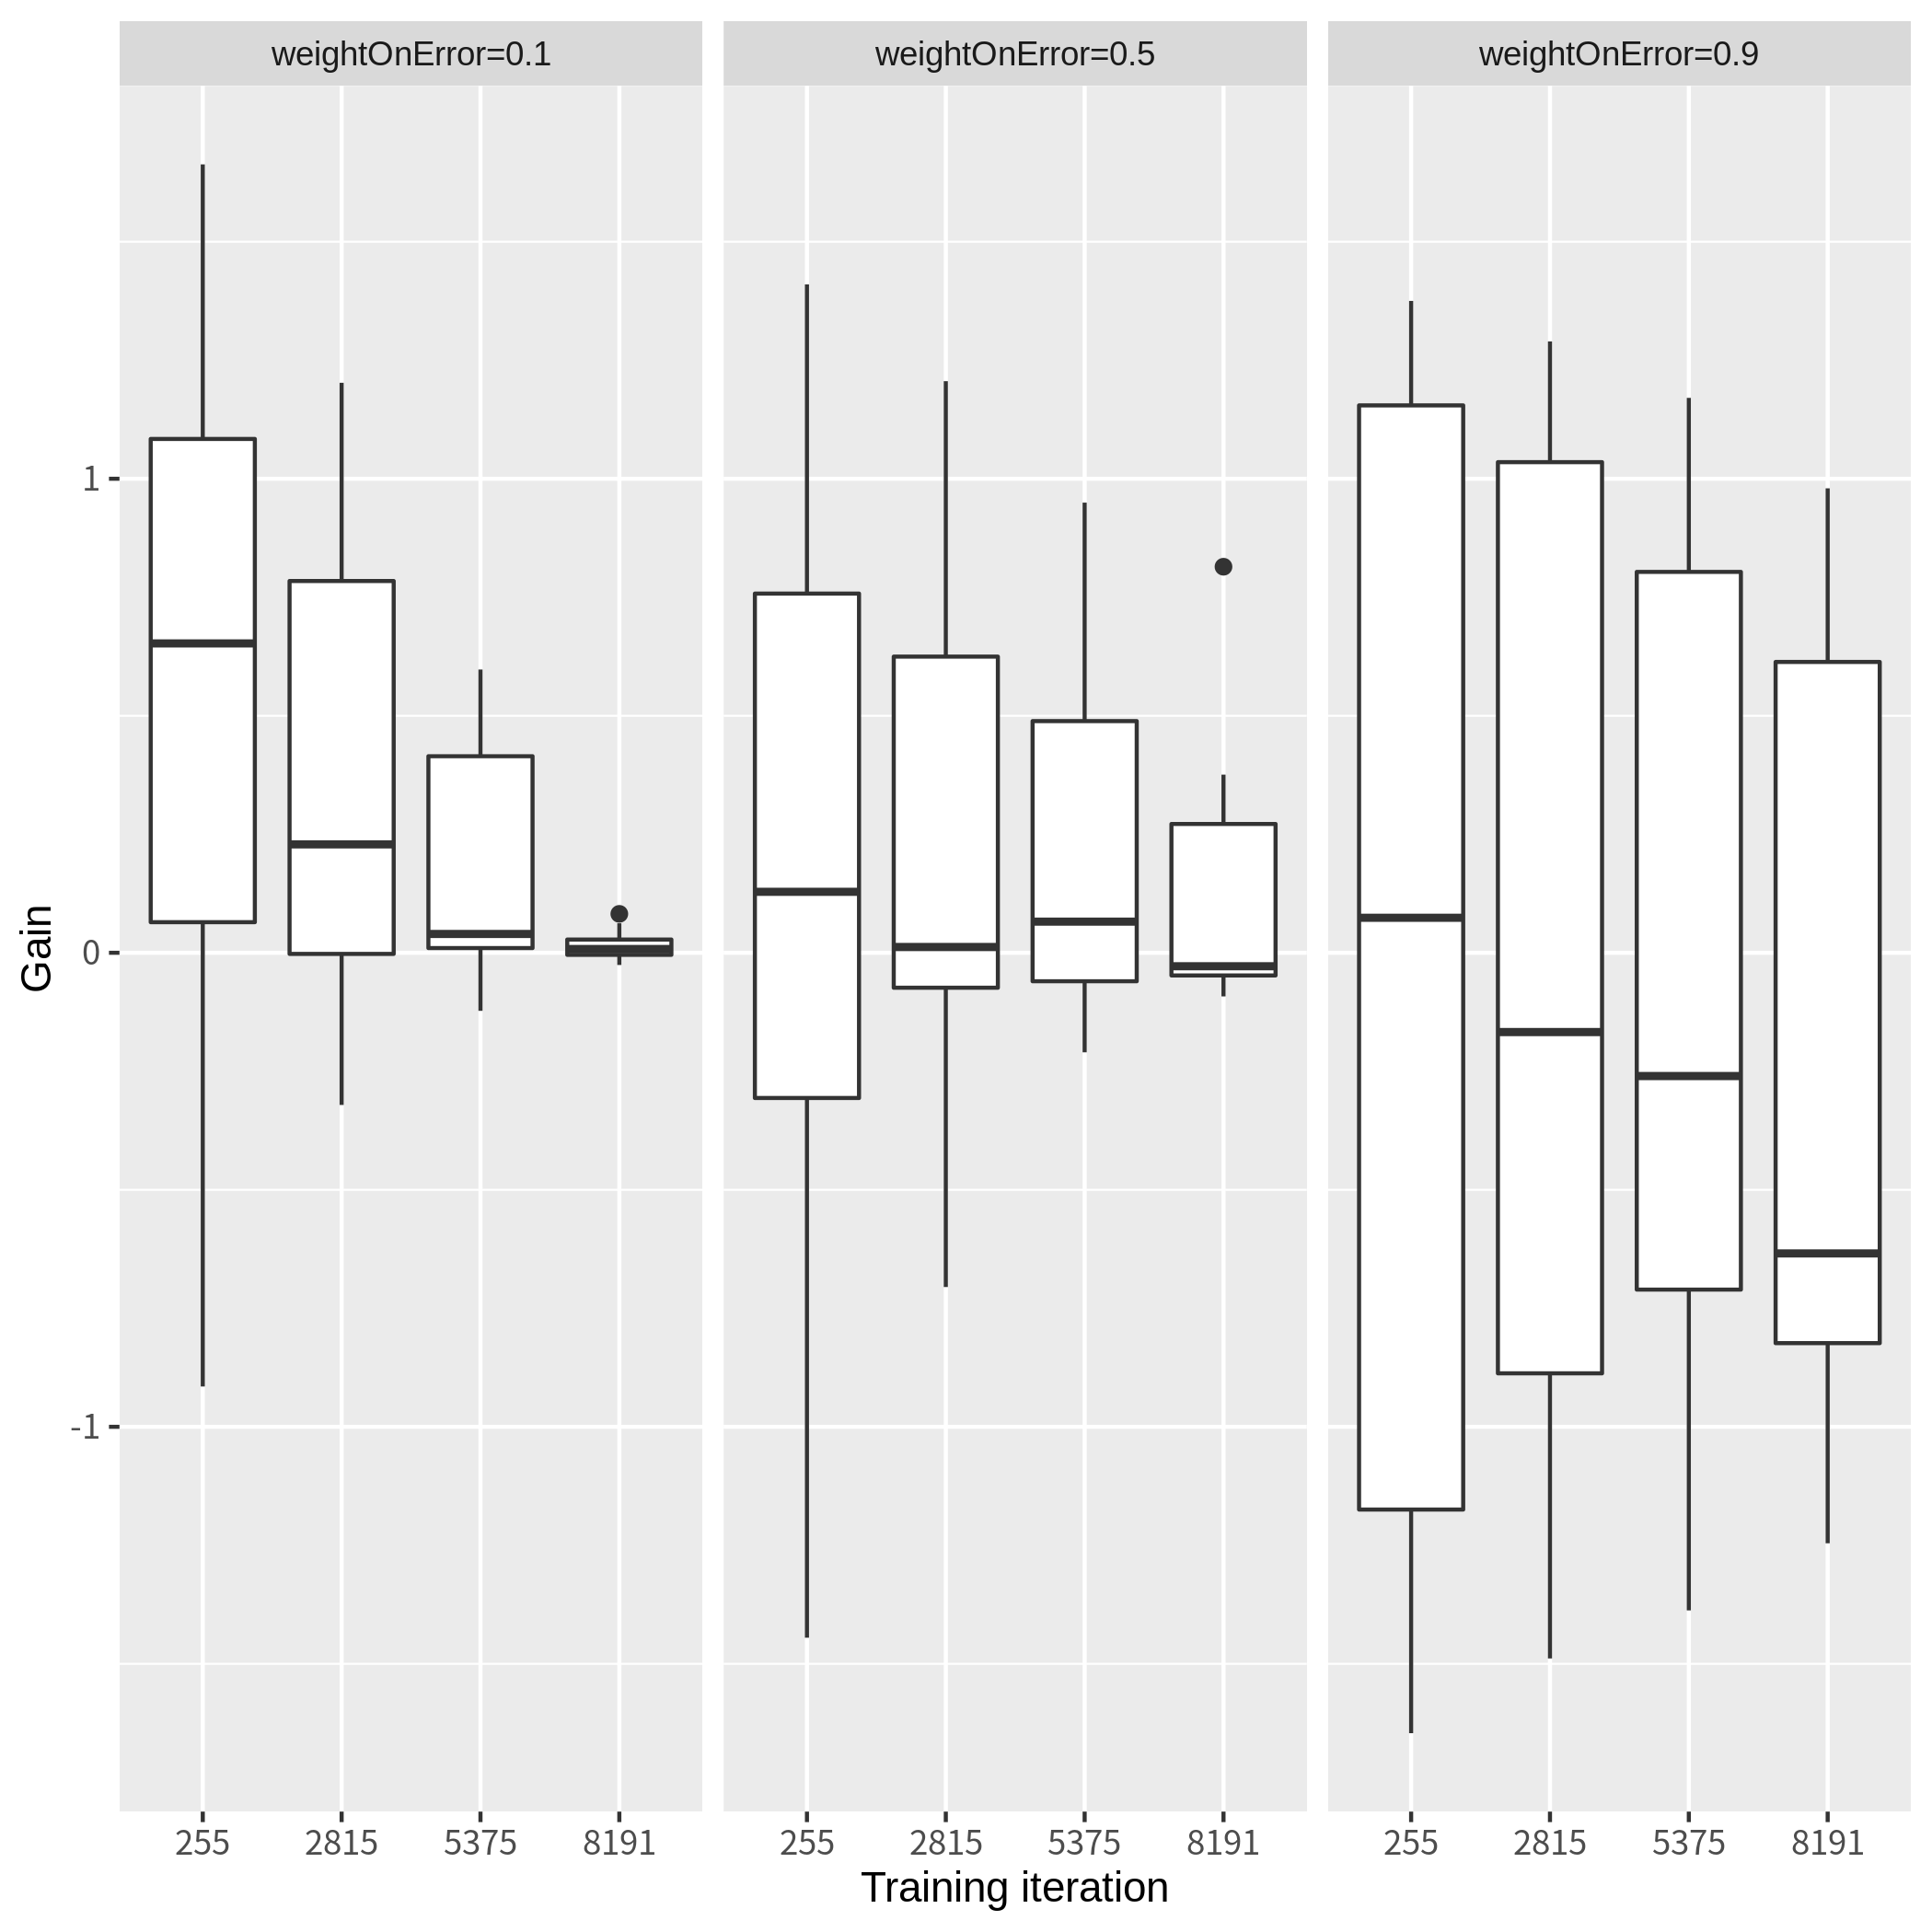 weightOnError=0.1 weightOnError=0.5 weightOnError=0.9
Gain
1
0
-1
255 2815 5375 8191 255 2815 5375 8191 255 2815 5375 8191
Training iteration